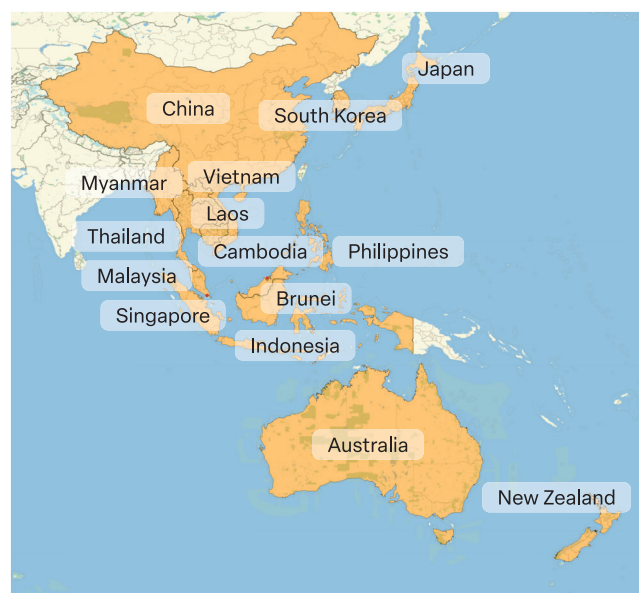 Japan
China
South Korea
Vietnam
Myanmar
Laos
Thailand
Cambodia
Philippines
Malaysia
Brunei
Singapore
Indonesia
Australia
New Zealand